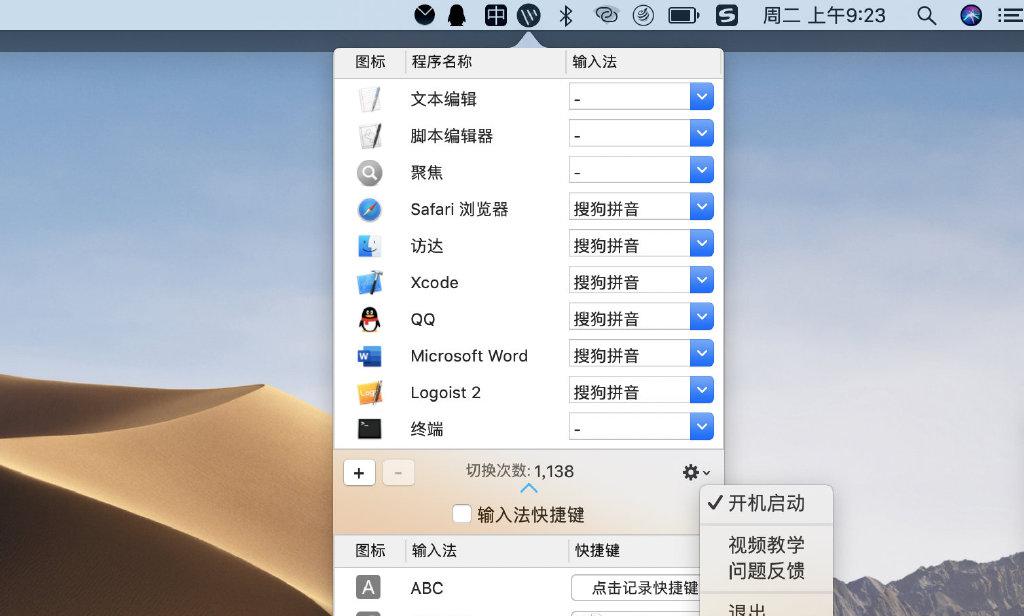 中 周二 上午9:23
图标 程序名称 输入法
文本编辑 -
脚本编辑器 -
聚焦 -
Safari 浏览器 搜狗拼音
访达 搜狗拼音
Xcode 搜狗拼音
QQ 搜狗拼音
Microsoft Word 搜狗拼音
Logoist 2 搜狗拼音
终端 -
+ - 切换次数: 1,138
输入法快捷键
图标 输入法 快捷键
A ABC 点击记录快捷键
开机启动
视频教学
问题反馈
退出